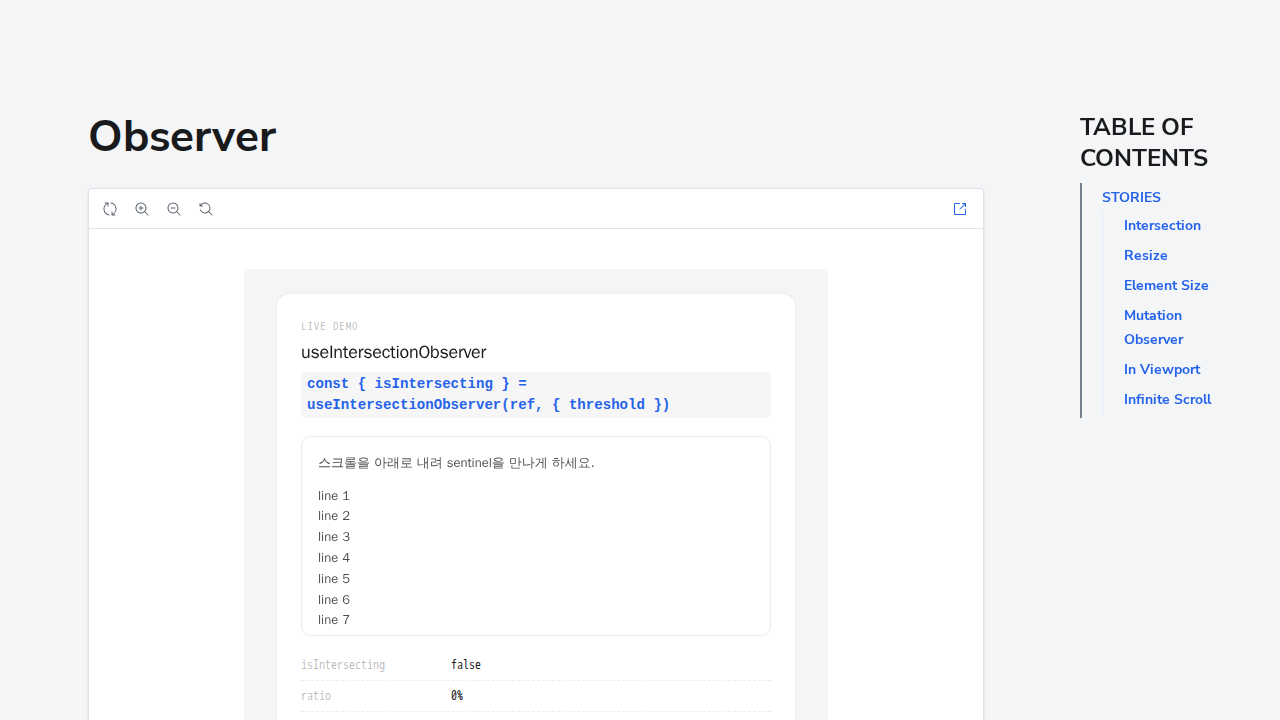 Observer
LIVE DEMO
useIntersectionObserver
const { isIntersecting } =
useIntersectionObserver(ref, { threshold })
스크롤을 아래로 내려 sentinel을 만나게 하세요.
line 1
line 2
line 3
line 4
line 5
line 6
line 7
isIntersecting false
ratio 0%
TABLE OF
CONTENTS
STORIES
Intersection
Resize
Element Size
Mutation
Observer
In Viewport
Infinite Scroll